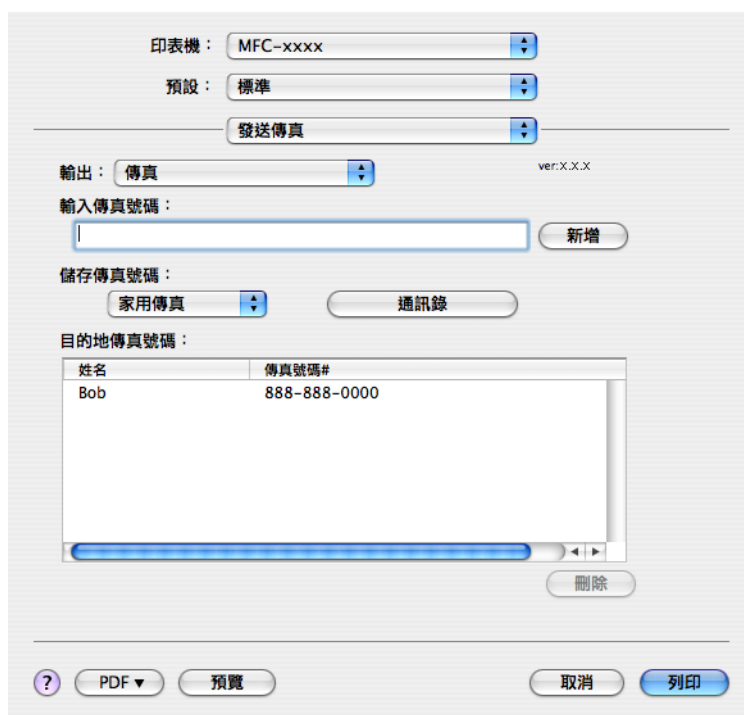 印表機： MFC-xxxx
預設： 標準
發送傳真
輸出： 傳真 ver:X.X.X
輸入傳真號碼：
新增
儲存傳真號碼：
家用傳真 通訊錄
目的地傳真號碼：
姓名 傳真號碼#
Bob 888-888-0000
刪除
? PDF▼ 預覽 取消 列印